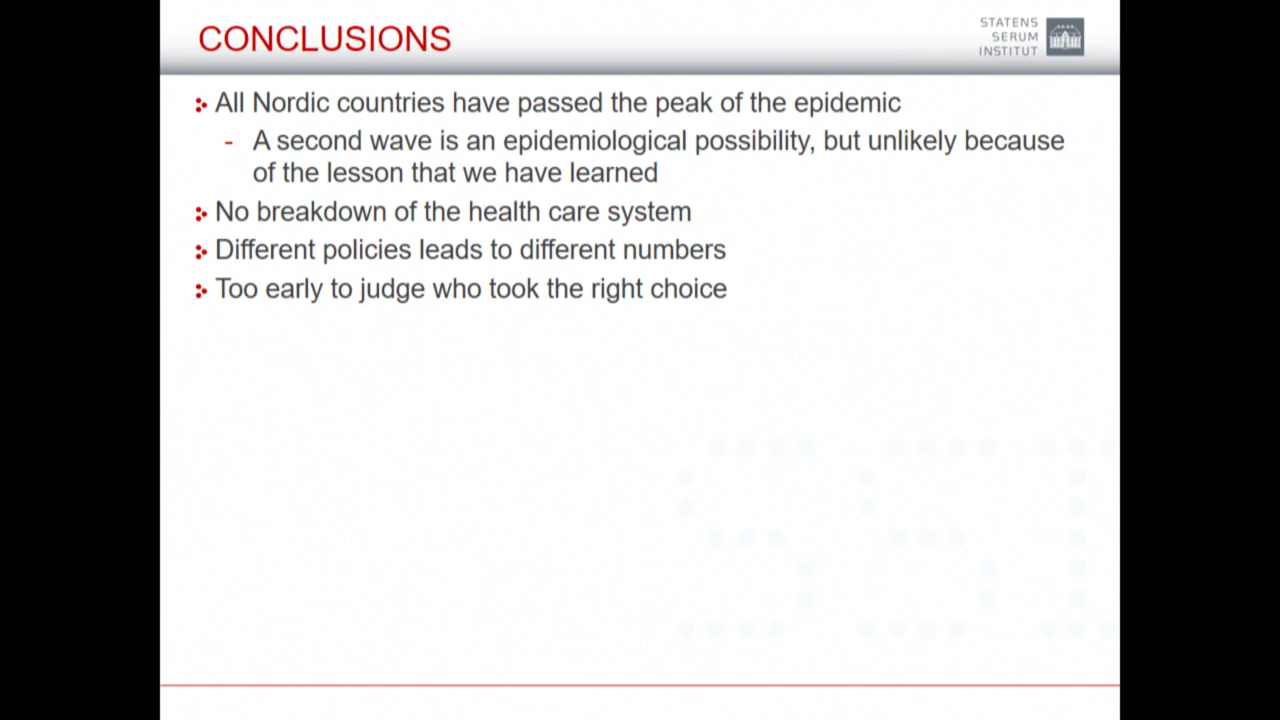 CONCLUSIONS
STATENS
SERUM
INSTITUT
All Nordic countries have passed the peak of the epidemic
- A second wave is an epidemiological possibility, but unlikely because
of the lesson that we have learned
No breakdown of the health care system
Different policies leads to different numbers
Too early to judge who took the right choice